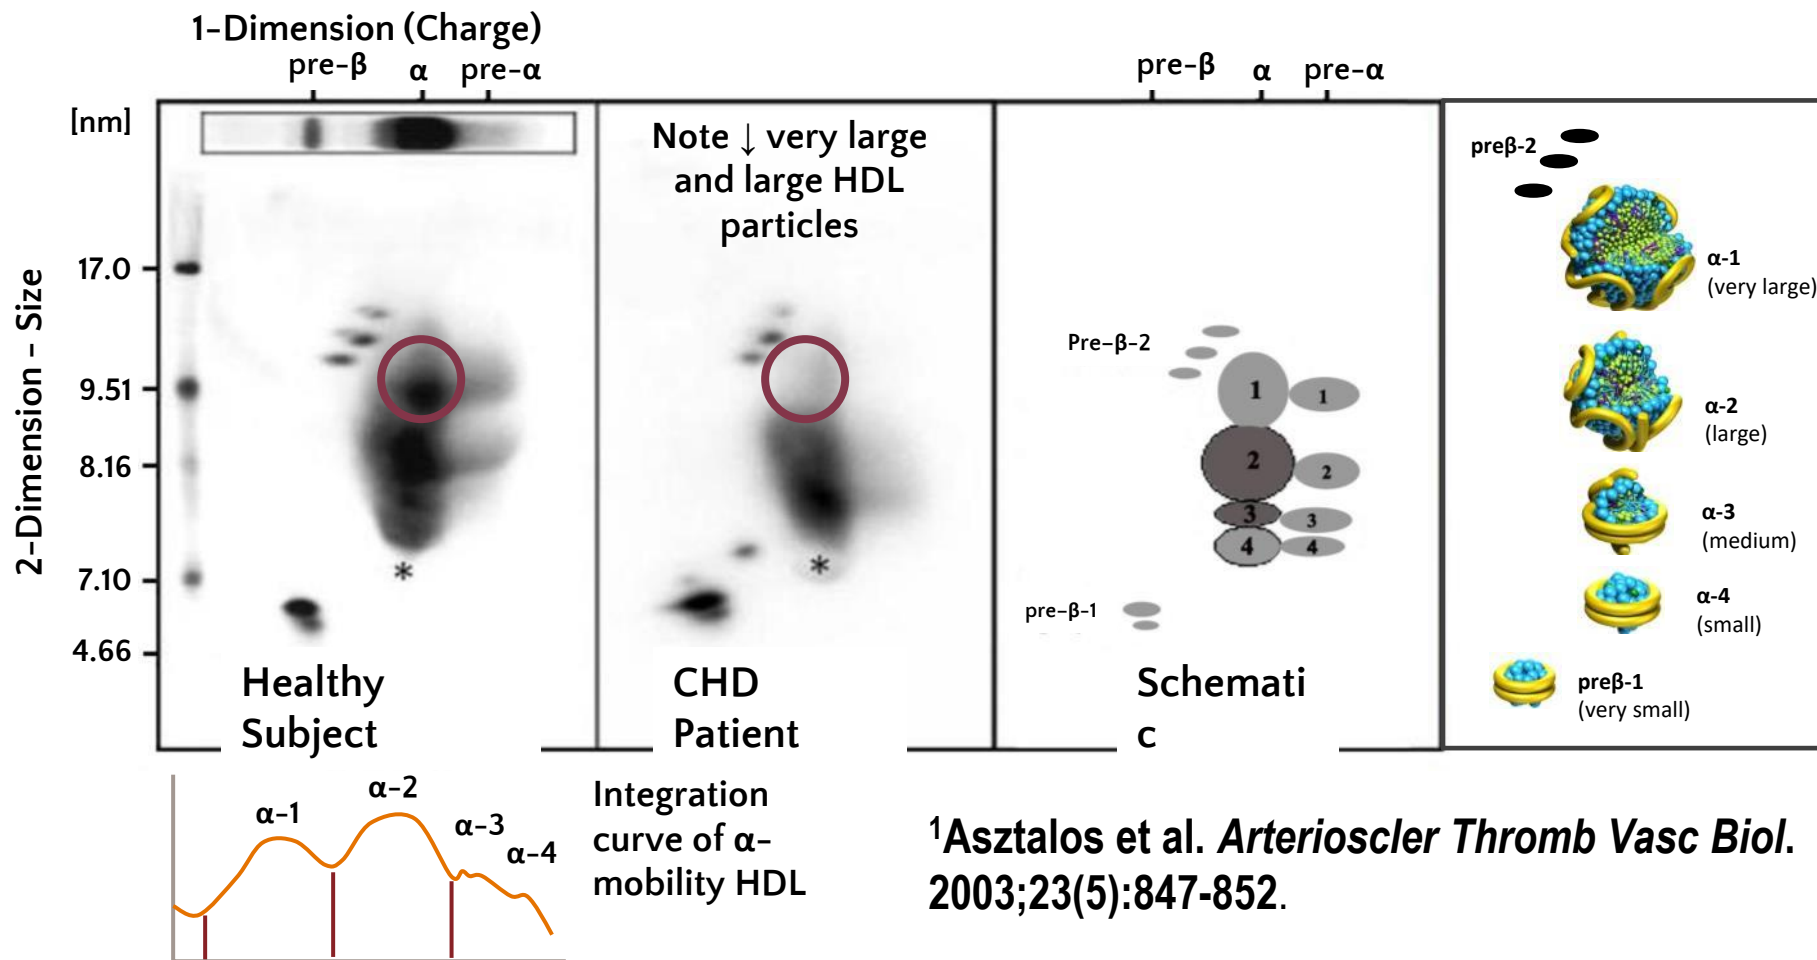 1-Dimension (Charge)
pre-β α pre-α
pre-β α pre-α
[nm]
2-Dimension - Size
17.0
9.51
8.16
7.10
4.66
*
Healthy
Subject
Note ↓ very large
and large HDL
particles
*
CHD
Patient
Pre-β-2
1 1
2 2
3 3
4 4
pre-β-1
Schemati
c
preβ-2
α-1
(very large)
α-2
(large)
α-3
(medium)
α-4
(small)
preβ-1
(very small)
α-1
α-2
α-3
α-4
Integration
curve of α-
mobility HDL
¹Asztalos et al. Arterioscler Thromb Vasc Biol.
2003;23(5):847-852.